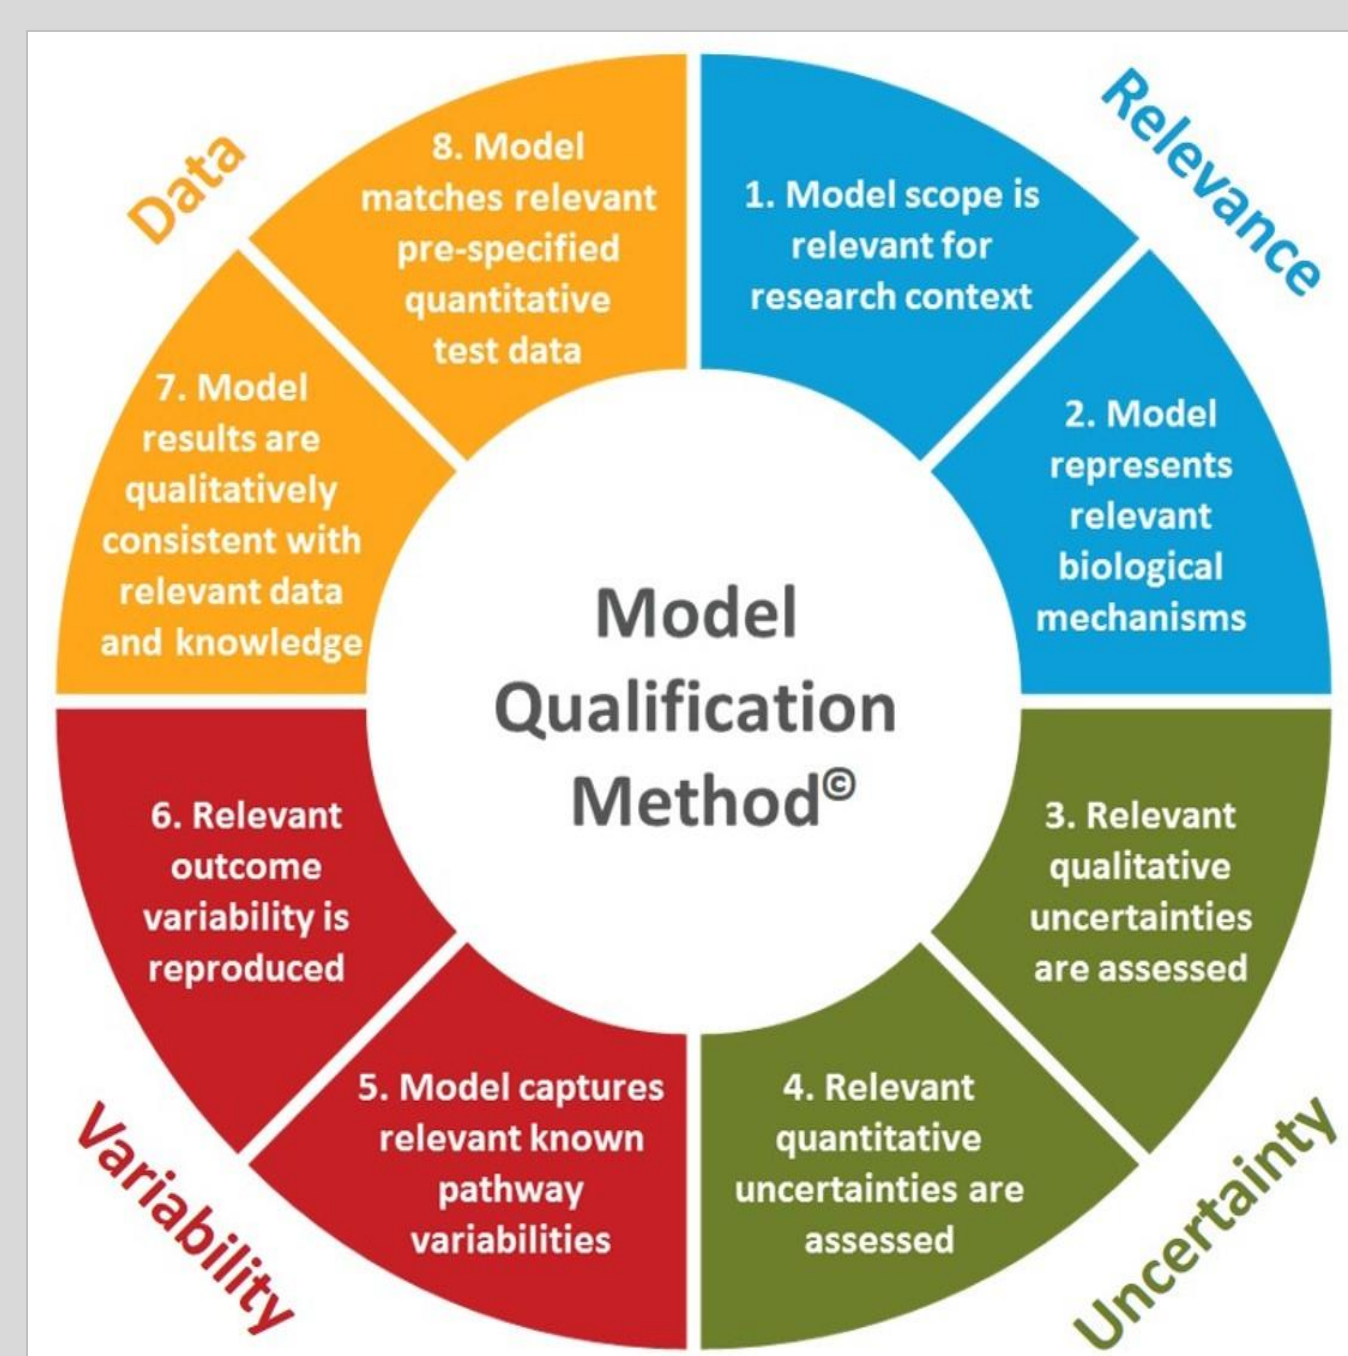 Relevance
1. Model scope is
relevant for
research context
2. Model
represents
relevant
biological
mechanisms
Uncertainty
3. Relevant
qualitative
uncertainties
are assessed
4. Relevant
quantitative
uncertainties are
assessed
Variability
5. Model captures
relevant known
pathway
variabilities
6. Relevant
outcome
variability is
reproduced
Data
7. Model
results are
qualitatively
consistent with
relevant data
and knowledge
8. Model
matches relevant
pre-specified
quantitative
test data
Model
Qualification
Method©